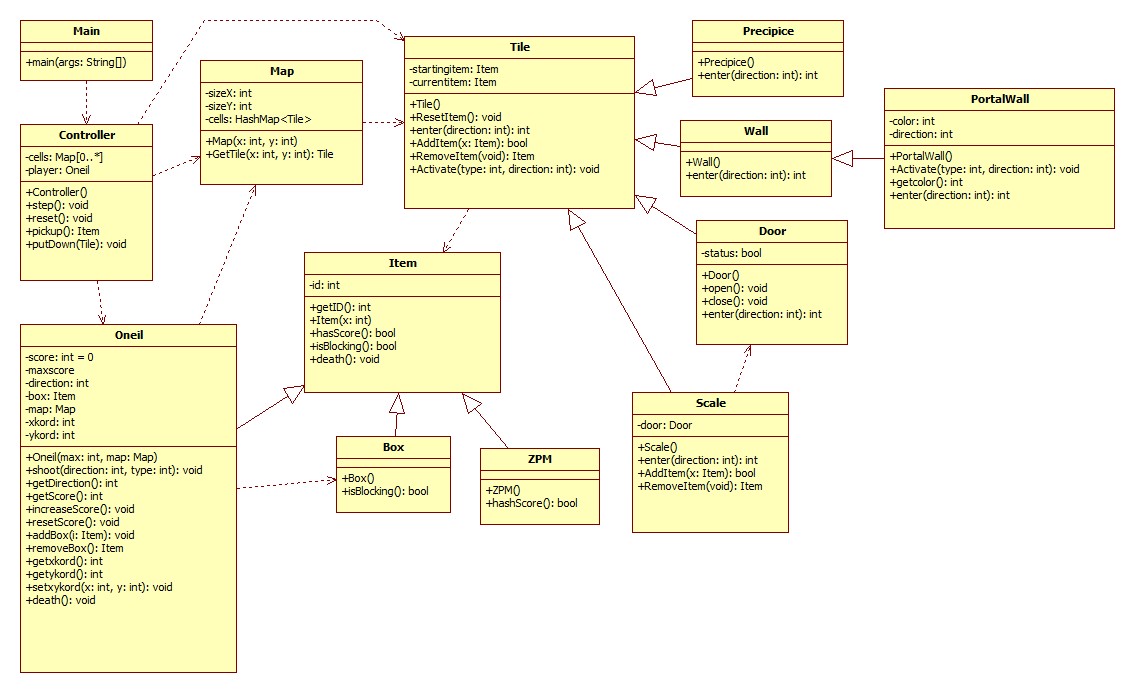 Main
+main(args: String[])
Controller
-cells: Map[0..*]
-player: Oneil
+Controller()
+step(): void
+reset(): void
+pickup(): Item
+putDown(Tile): void
Map
-sizeX: int
-sizeY: int
-cells: HashMap<Tile>
+Map(x: int, y: int)
+GetTile(x: int, y: int): Tile
Tile
-startingitem: Item
-currentitem: Item
+Tile()
+ResetItem(): void
+enter(direction: int): int
+AddItem(x: Item): bool
+RemoveItem(void): Item
+Activate(type: int, direction: int): void
Precipice
+Precipice()
+enter(direction: int): int
Wall
+Wall()
+enter(direction: int): int
PortalWall
-color: int
-direction: int
+PortalWall()
+Activate(type: int, direction: int): void
+getcolor(): int
+enter(direction: int): int
Door
-status: bool
+Door()
+open(): void
+close(): void
+enter(direction: int): int
Item
-id: int
+getID(): int
+Item(x: int)
+hasScore(): bool
+isBlocking(): bool
+death(): void
Oneil
-score: int = 0
-maxscore
-direction: int
-box: Item
-map: Map
-xkord: int
-ykord: int
+Oneil(max: int, map: Map)
+shoot(direction: int, type: int): void
+getDirection(): int
+getScore(): int
+increaseScore(): void
+resetScore(): void
+addBox(i: Item): void
+removeBox(): Item
+getxkord(): int
+getykord(): int
+setxykord(x: int, y: int): void
+death(): void
Box
+Box()
+isBlocking(): bool
ZPM
+ZPM()
+hashScore(): bool
Scale
-door: Door
+Scale()
+enter(direction: int): int
+AddItem(x: Item): bool
+RemoveItem(void): Item